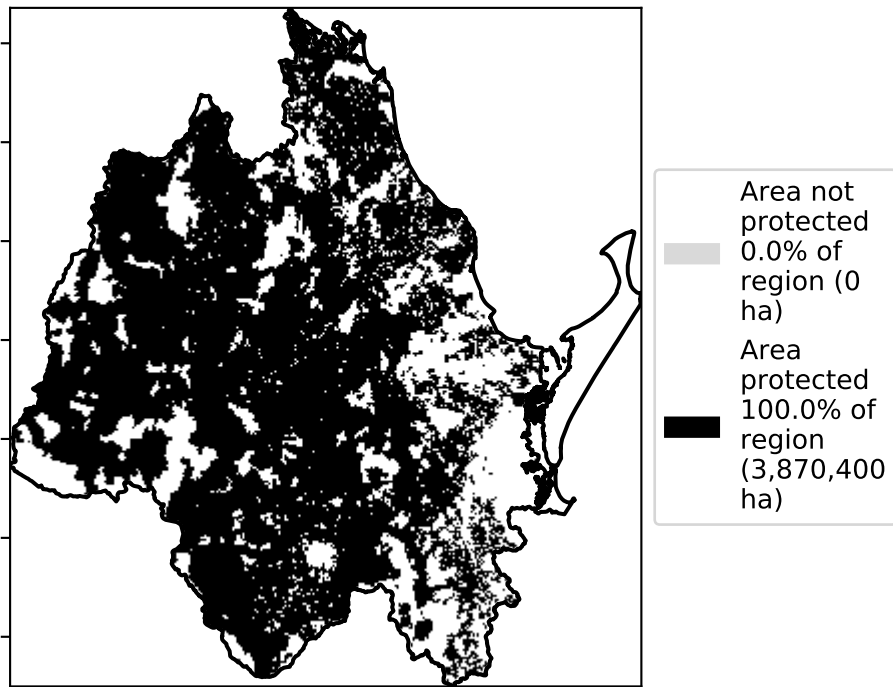 Area not
protected
0.0% of
region (0
ha)
Area
protected
100.0% of
region
(3,870,400
ha)